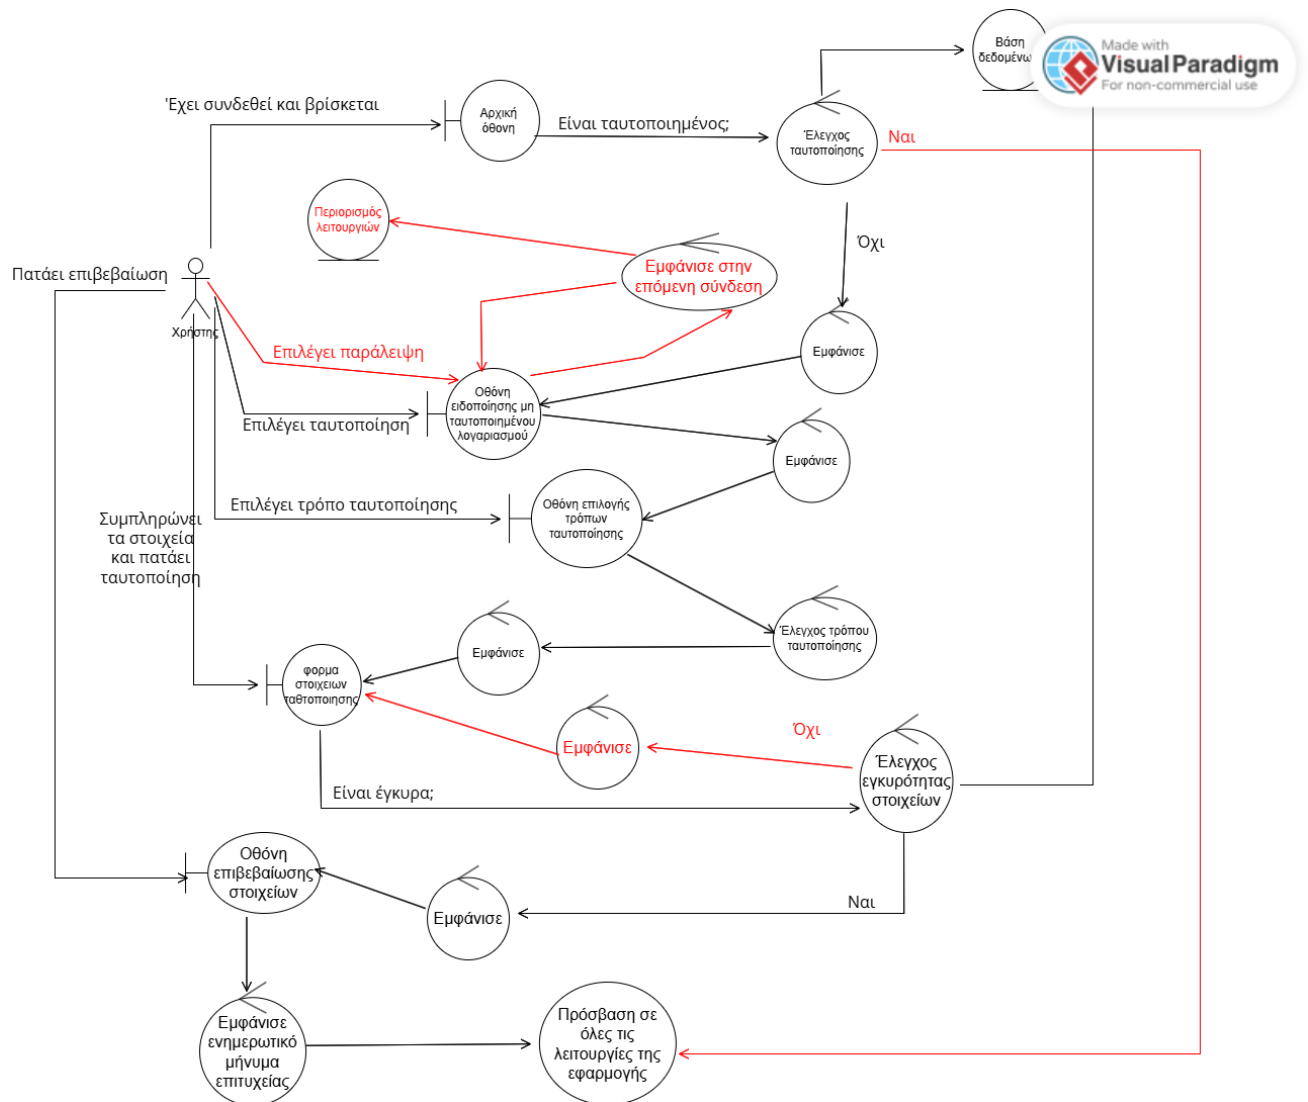 Βάση
Made with
Visual Paradigm
For non-commercial use
'Εχει συνδεθεί και βρίσκεται
Αρχική
όθονη
Είναι ταυτοποιημένος;
Έλεγχος
ταυτοποίησης
Ναι
Περιορισμός
λειτουργιών
Όχι
Εμφάνισε στην
επόμενη σύνδεση
Πατάει επιβεβαίωση
Χρήστης
Επιλέγει παράλειψη
Εμφάνισε
Οθόνη
ειδοποίησης μη
ταυτοποιημένου
λογαριασμού
Επιλέγει ταυτοποίηση
Εμφάνισε
Επιλέγει τρόπο ταυτοποίησης
Οθόνη επιλογής
τρόπων
ταυτοποίησης
Συμπληρώνει
τα στοιχεία
και πατάει
ταυτοποίηση
Εμφάνισε
Έλεγχος τρόπου
ταυτοποίησης
φορμα
στοιχειων
ταθτοποιησης
Εμφάνισε
Όχι
Έλεγχος
εγκυρότητας
στοιχείων
Είναι έγκυρα;
Οθόνη
επιβεβαίωσης
στοιχείων
Εμφάνισε
Ναι
Εμφάνισε
ενημερωτικό
μήνυμα
επιτυχείας
Πρόσβαση σε
όλες τις
λειτουργίες της
εφαρμογής